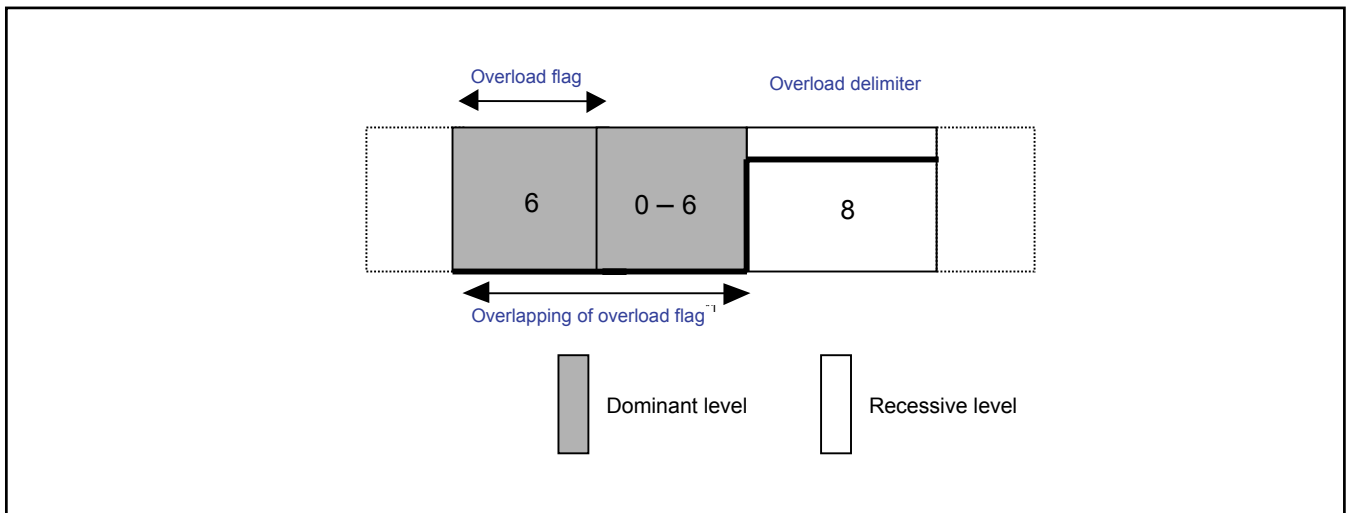 Overload flag
Overload delimiter
6
0 – 6
8
Overlapping of overload flag
Dominant level
Recessive level